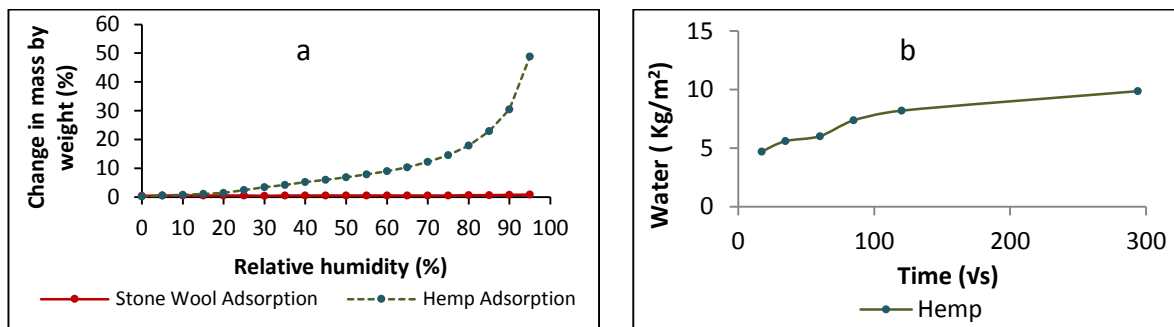 a
Change in mass by
weight (%)
60
50
40
30
20
10
0
0 10 20 30 40 50 60 70 80 90 100
Relative humidity (%)
Stone Wool Adsorption Hemp Adsorption
b
Water ( Kg/m²)
15
10
5
0
0 100 200 300
Time (√s)
Hemp